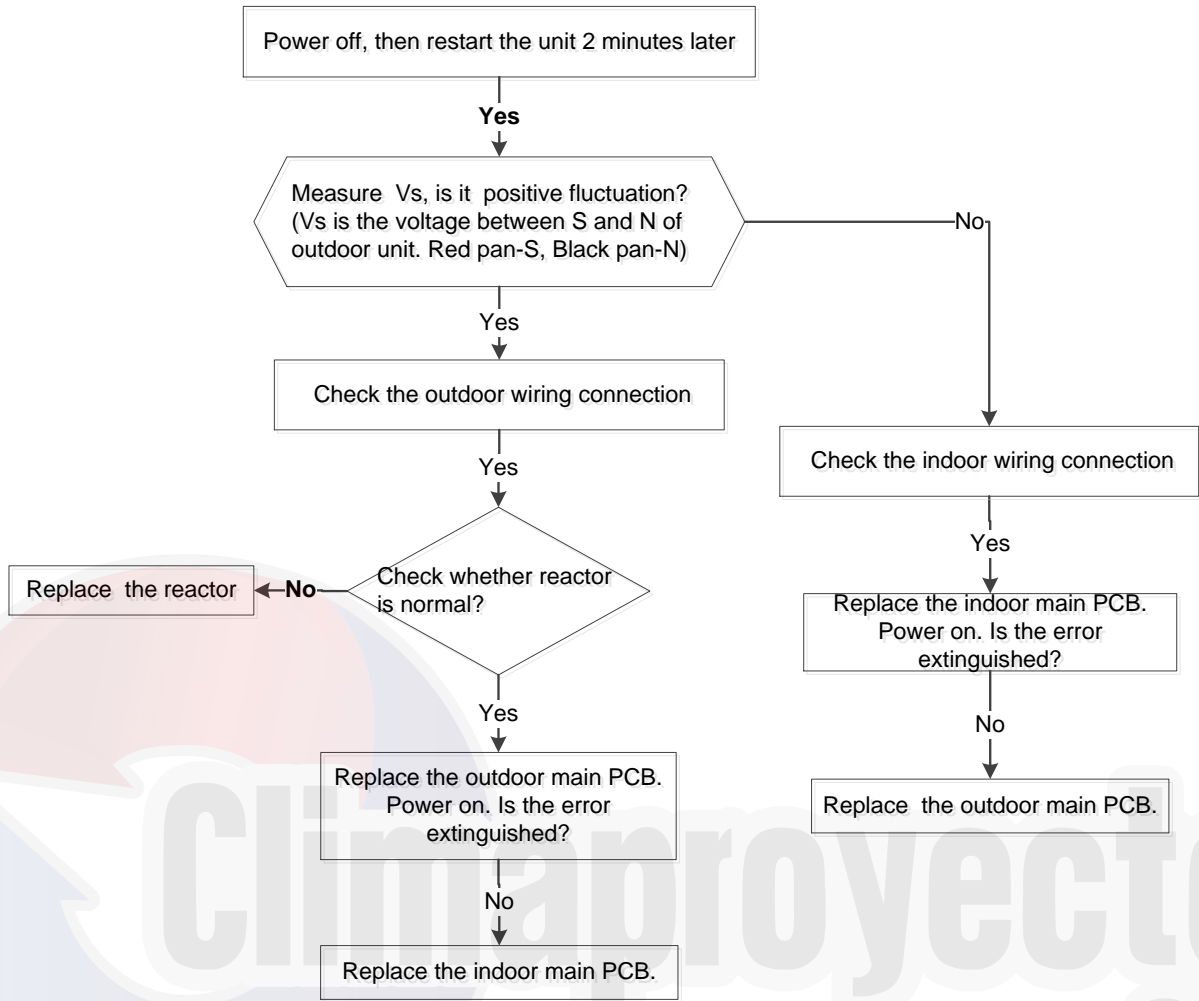 Power off, then restart the unit 2 minutes later
Yes
Measure Vs, is it positive fluctuation?
(Vs is the voltage between S and N of
outdoor unit. Red pan-S, Black pan-N)
No
Yes
Check the outdoor wiring connection
Check the indoor wiring connection
Yes
Yes
Check whether reactor
is normal?
No
Replace the reactor
Replace the indoor main PCB.
Power on. Is the error
extinguished?
Yes
No
Replace the outdoor main PCB.
Power on. Is the error
extinguished?
Replace the outdoor main PCB.
No
Replace the indoor main PCB.